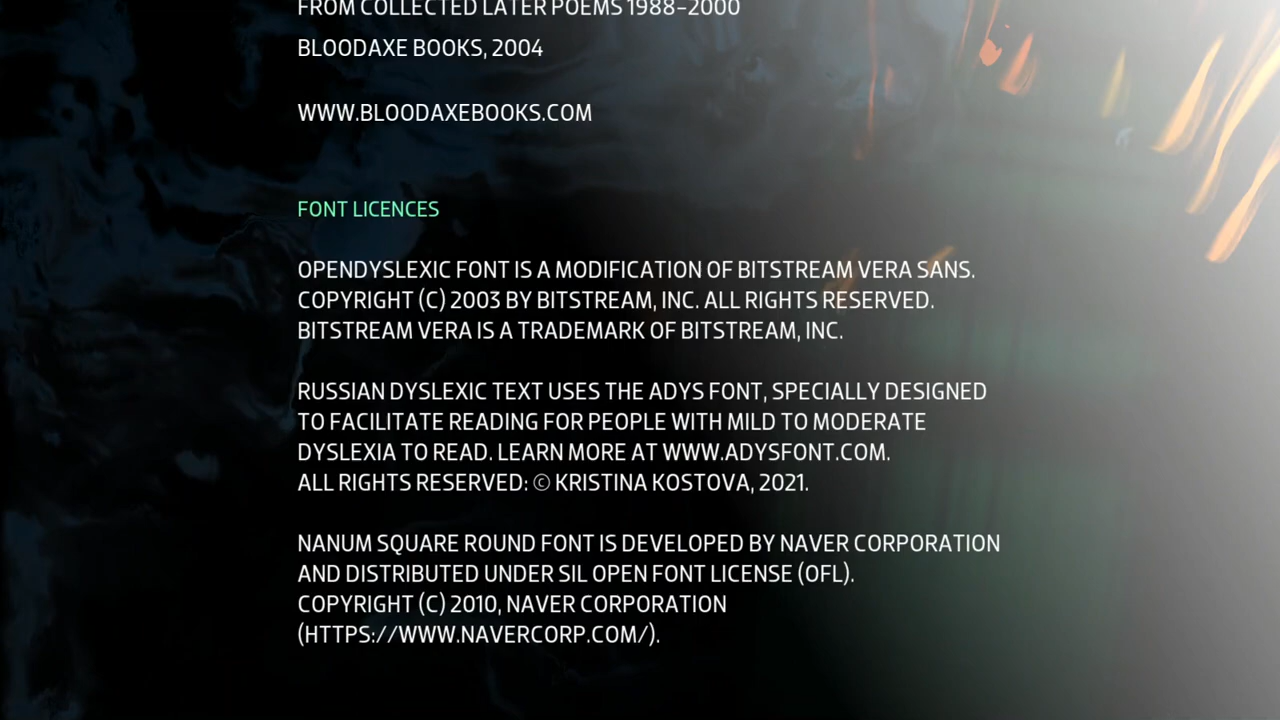 FROM COLLECTED LATER POEMS 1988–2000
BLOODAXE BOOKS, 2004
WWW.BLOODAXEBOOKS.COM
FONT LICENCES
OPENDYSLEXIC FONT IS A MODIFICATION OF BITSTREAM VERA SANS.
COPYRIGHT (C) 2003 BY BITSTREAM, INC. ALL RIGHTS RESERVED.
BITSTREAM VERA IS A TRADEMARK OF BITSTREAM, INC.
RUSSIAN DYSLEXIC TEXT USES THE ADYS FONT, SPECIALLY DESIGNED
TO FACILITATE READING FOR PEOPLE WITH MILD TO MODERATE
DYSLEXIA TO READ. LEARN MORE AT WWW.ADYSFONT.COM.
ALL RIGHTS RESERVED: © KRISTINA KOSTOVA, 2021.
NANUM SQUARE ROUND FONT IS DEVELOPED BY NAVER CORPORATION
AND DISTRIBUTED UNDER SIL OPEN FONT LICENSE (OFL).
COPYRIGHT (C) 2010, NAVER CORPORATION
(HTTPS://WWW.NAVERCORP.COM/).